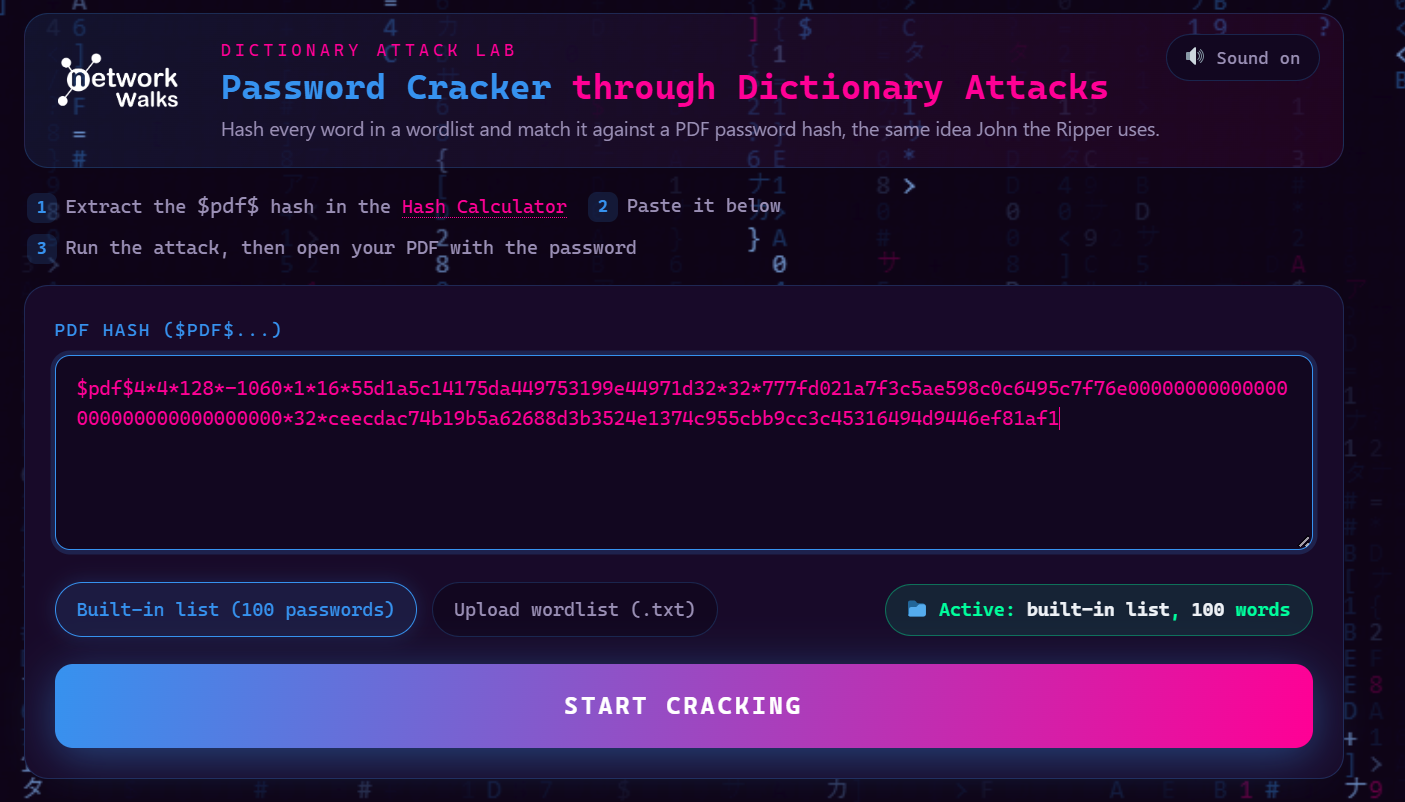 DICTIONARY ATTACK LAB
network
Walks
Password Cracker through Dictionary Attacks
Sound on
Hash every word in a wordlist and match it against a PDF password hash, the same idea John the Ripper uses.
1 Extract the $pdf$ hash in the Hash Calculator 2 Paste it below
3 Run the attack, then open your PDF with the password
PDF HASH ($PDF$...)
$pdf$4*4*128*-1060*1*16*55d1a5c14175da449753199e44971d32*32*777fd021a7f3c5ae598c0c6495c7f76e00000000000000
000000000000000000*32*ceecdac74b19b5a62688d3b3524e1374c955cbb9cc3c45316494d9446ef81af1
Built-in list (100 passwords)
Upload wordlist (.txt)
Active: built-in list, 100 words
START CRACKING